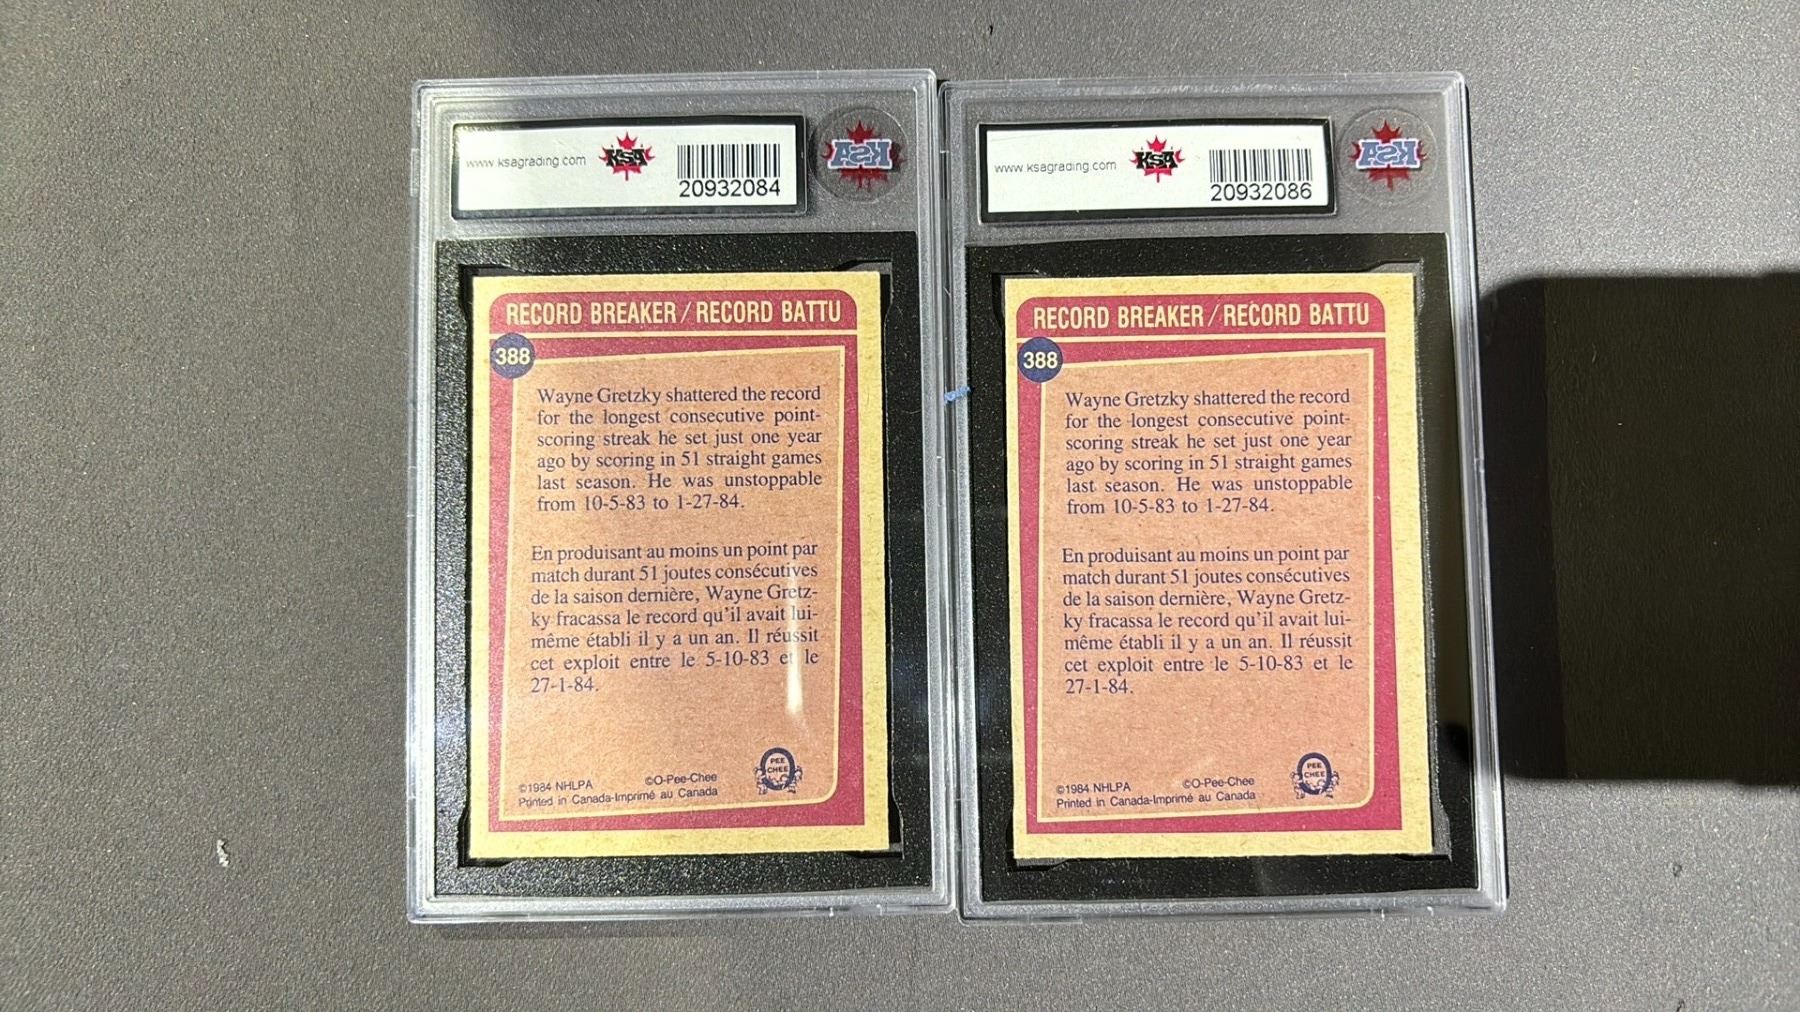 www.ksagrading.com
KSA
20932084
KSA
RECORD BREAKER / RECORD BATTU
388
Wayne Gretzky shattered the record
for the longest consecutive point-
scoring streak he set just one year
ago by scoring in 51 straight games
last season. He was unstoppable
from 10-5-83 to 1-27-84.
En produisant au moins un point par
match durant 51 joutes consécutives
de la saison dernière, Wayne Gretz-
ky fracassa le record qu'il avait lui-
même établi il y a un an. Il réussit
cet exploit entre le 5-10-83 et le
27-1-84.
©1984 NHLPA ©O-Pee-Chee
Printed in Canada-Imprimé au Canada
O
PEE
CHEE
www.ksagrading.com
KSA
20932086
KSA
RECORD BREAKER / RECORD BATTU
388
Wayne Gretzky shattered the record
for the longest consecutive point-
scoring streak he set just one year
ago by scoring in 51 straight games
last season. He was unstoppable
from 10-5-83 to 1-27-84.
En produisant au moins un point par
match durant 51 joutes consécutives
de la saison dernière, Wayne Gretz-
ky fracassa le record qu'il avait lui-
même établi il y a un an. Il réussit
cet exploit entre le 5-10-83 et le
27-1-84.
©1984 NHLPA ©O-Pee-Chee
Printed in Canada-Imprimé au Canada
O
PEE
CHEE